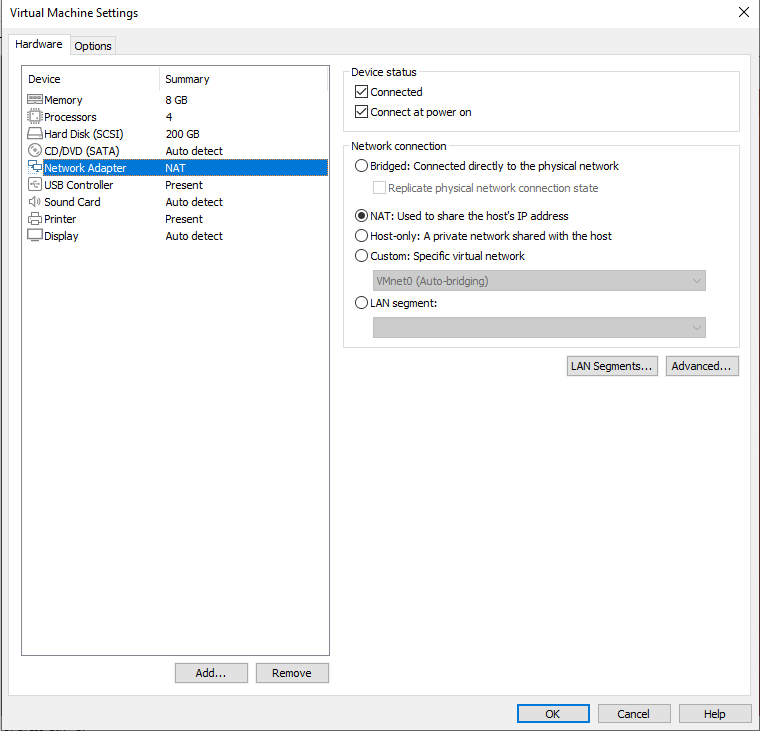 Virtual Machine Settings
Hardware Options
Device Summary
Memory 8 GB
Processors 4
Hard Disk (SCSI) 200 GB
CD/DVD (SATA) Auto detect
Network Adapter NAT
USB Controller Present
Sound Card Auto detect
Printer Present
Display Auto detect
Add... Remove
Device status
Connected
Connect at power on
Network connection
Bridged: Connected directly to the physical network
Replicate physical network connection state
NAT: Used to share the host's IP address
Host-only: A private network shared with the host
Custom: Specific virtual network
VMnet0 (Auto-bridging)
LAN segment:
LAN Segments... Advanced...
OK Cancel Help